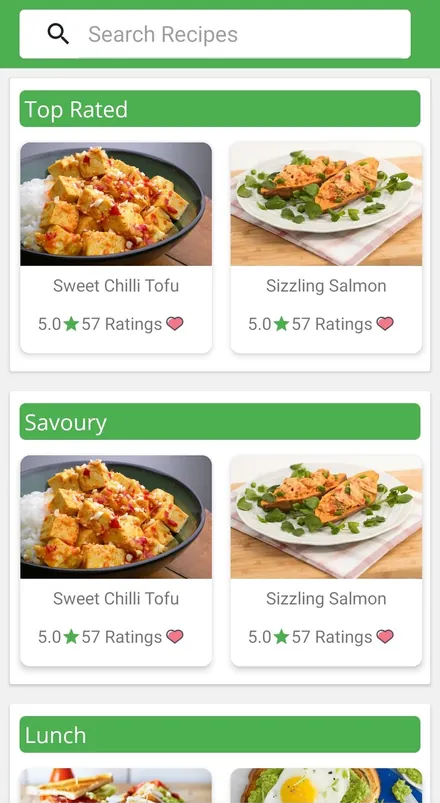 Search Recipes
Top Rated
Sweet Chilli Tofu
5.0 57 Ratings
Sizzling Salmon
5.0 57 Ratings
Savoury
Sweet Chilli Tofu
5.0 57 Ratings
Sizzling Salmon
5.0 57 Ratings
Lunch